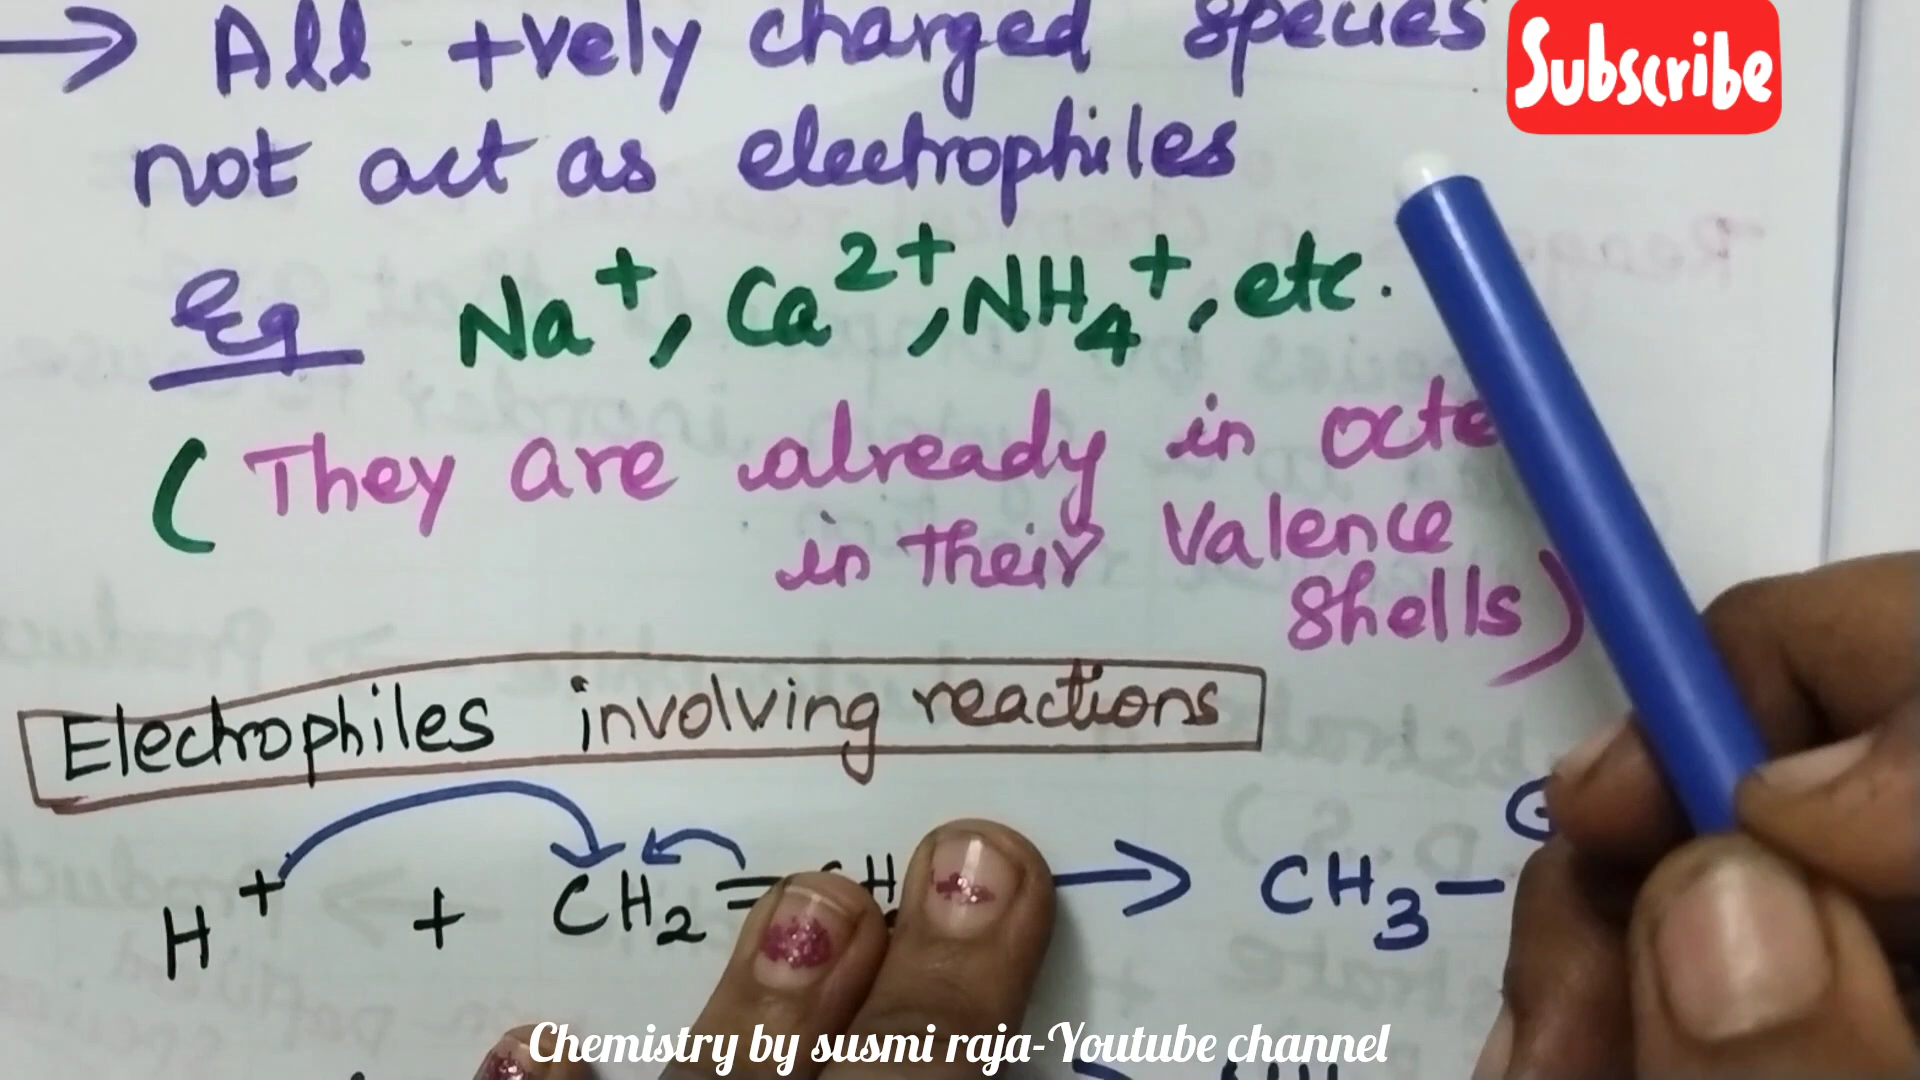 → All +vely charged species
Subscribe
not act as electrophiles
Eg Na⁺, Ca²⁺, NH₄⁺, etc.
( They are already in octe
in their Valence
Shells)
Electrophiles involving reactions
H⁺ + CH₂ = CH → CH₃ –
Chemistry by susmi raja-Youtube channel